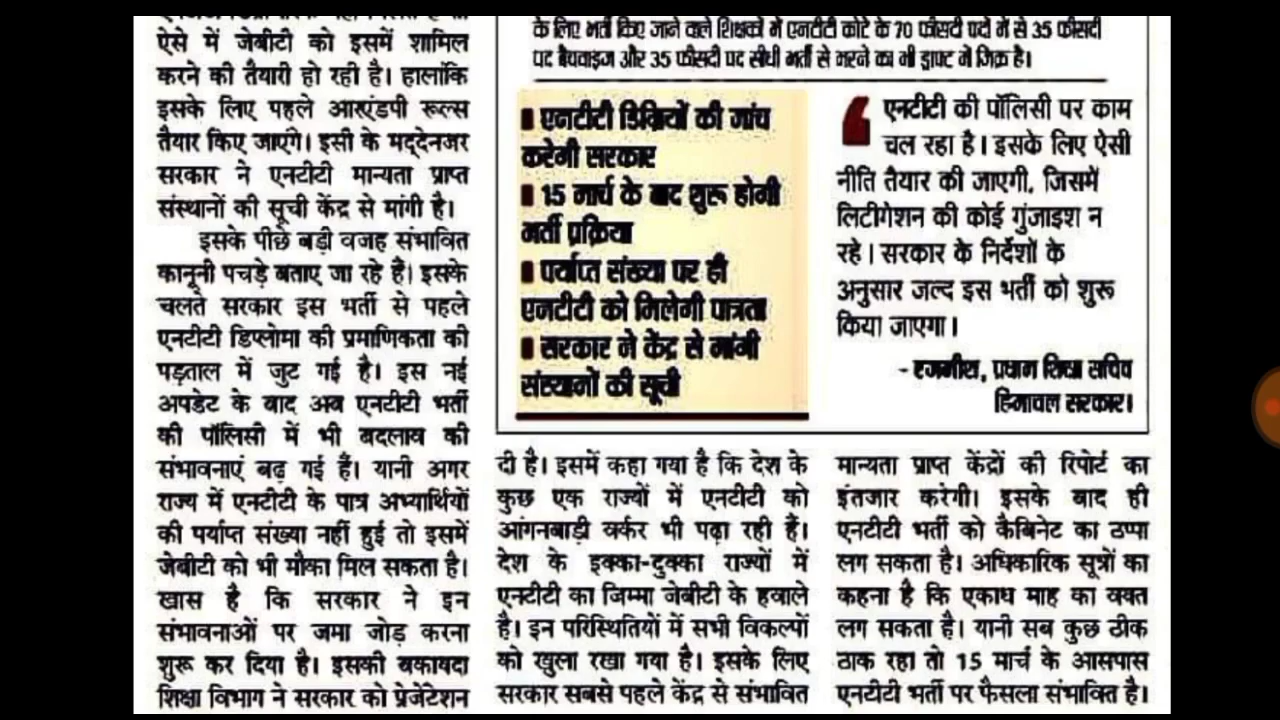 ऐसे में जेबीटी को इसमें शामिल
करने की तैयारी हो रही है। हालांकि
इसके लिए पहले आरएंडपी रूल्स
तैयार किए जाएंगे। इसी के मद्देनजर
सरकार ने एनटीटी मान्यता प्राप्त
संस्थानों की सूची केंद्र से मांगी है।
इसके पीछे बड़ी वजह संभावित
कानूनी पचड़े बताए जा रहे हैं। इसके
चलते सरकार इस भर्ती से पहले
एनटीटी डिप्लोमा की प्रमाणिकता की
पड़ताल में जुट गई है। इस नई
अपडेट के बाद अब एनटीटी भर्ती
की पॉलिसी में भी बदलाव की
संभावनाएं बढ़ गई हैं। यानी अगर
राज्य में एनटीटी के पात्र अभ्यार्थियों
की पर्याप्त संख्या नहीं हुई तो इसमें
जेबीटी को भी मौका मिल सकता है।
खास है कि सरकार ने इन
संभावनाओं पर जमा जोड़ करना
शुरू कर दिया है। इसकी बकायदा
शिक्षा विभाग ने सरकार को प्रेजेंटेशन
के लिए भर्ती किए जाने वाले शिक्षकों में एनटीटी कोटे के 70 फीसदी पदों में से 35 फीसदी
पद बैचवाइज और 35 फीसदी पद सीधी भर्ती से भरने का भी ड्राफ्ट में जिक्र है।
एनटीटी डिग्रियों की जांच
करेगी सरकार
15 मार्च के बाद शुरू होगी
भर्ती प्रक्रिया
पर्याप्त संख्या पर ही
एनटीटी को मिलेगी पात्रता
सरकार ने केंद्र से मांगी
संस्थानों की सूची
एनटीटी की पॉलिसी पर काम
चल रहा है। इसके लिए ऐसी
नीति तैयार की जाएगी, जिसमें
लिटीगेशन की कोई गुंजाइश न
रहे। सरकार के निर्देशों के
अनुसार जल्द इस भर्ती को शुरू
किया जाएगा।
- रजनीश, प्रधान शिक्षा सचिव
हिमाचल सरकार।
दी है। इसमें कहा गया है कि देश के
कुछ एक राज्यों में एनटीटी को
आंगनबाड़ी वर्कर भी पढ़ा रही हैं।
देश के इक्का-दुक्का राज्यों में
एनटीटी का जिम्मा जेबीटी के हवाले
है। इन परिस्थितियों में सभी विकल्पों
को खुला रखा गया है। इसके लिए
सरकार सबसे पहले केंद्र से संभावित
मान्यता प्राप्त केंद्रों की रिपोर्ट का
इंतजार करेगी। इसके बाद ही
एनटीटी भर्ती को कैबिनेट का ठप्पा
लग सकता है। अधिकारिक सूत्रों का
कहना है कि एकाध माह का वक्त
लग सकता है। यानी सब कुछ ठीक
ठाक रहा तो 15 मार्च के आसपास
एनटीटी भर्ती पर फैसला संभावित है।